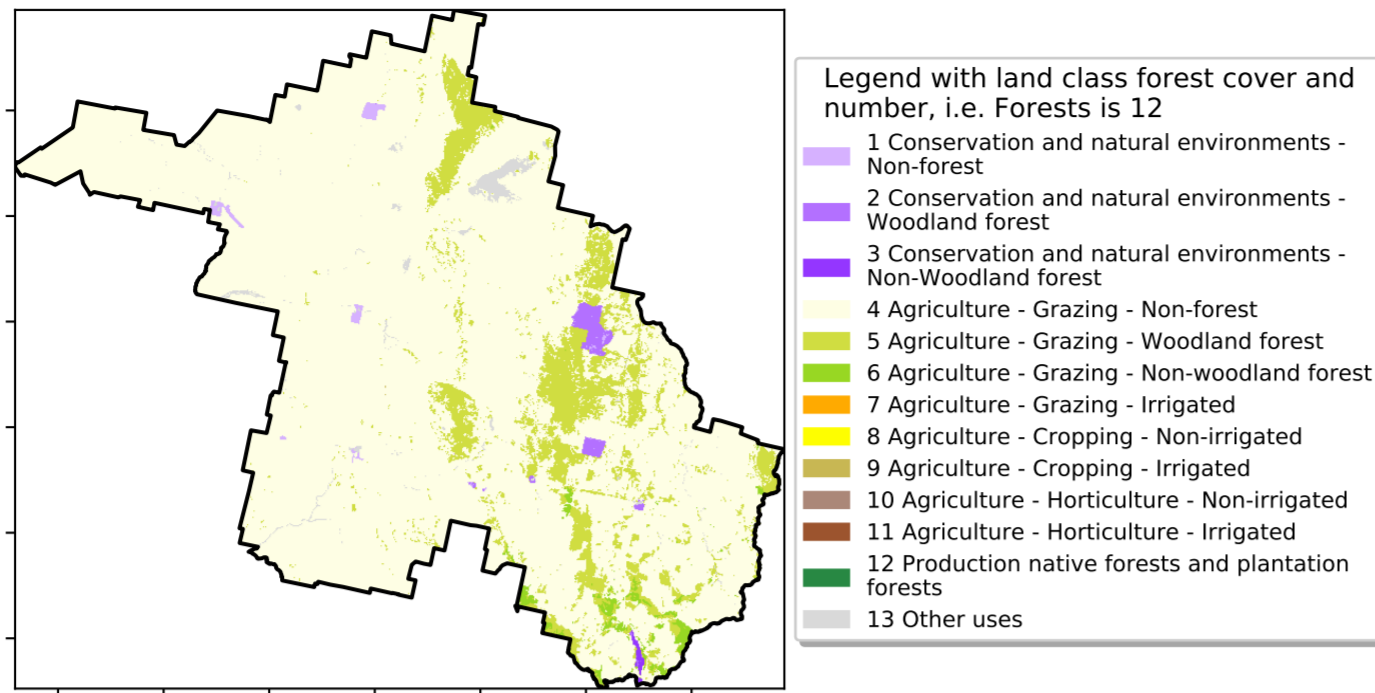 Legend with land class forest cover and
number, i.e. Forests is 12
1 Conservation and natural environments -
Non-forest
2 Conservation and natural environments -
Woodland forest
3 Conservation and natural environments -
Non-Woodland forest
4 Agriculture - Grazing - Non-forest
5 Agriculture - Grazing - Woodland forest
6 Agriculture - Grazing - Non-woodland forest
7 Agriculture - Grazing - Irrigated
8 Agriculture - Cropping - Non-irrigated
9 Agriculture - Cropping - Irrigated
10 Agriculture - Horticulture - Non-irrigated
11 Agriculture - Horticulture - Irrigated
12 Production native forests and plantation
forests
13 Other uses